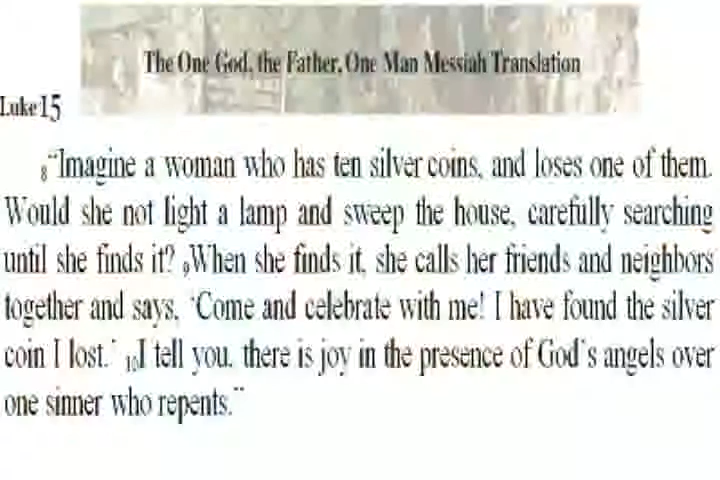 The One God, the Father, One Man Messiah Translation
Luke 15
8“Imagine a woman who has ten silver coins, and loses one of them.
Would she not light a lamp and sweep the house, carefully searching
until she finds it? 9When she finds it, she calls her friends and neighbors
together and says, ‘Come and celebrate with me! I have found the silver
coin I lost.’ 10I tell you, there is joy in the presence of God’s angels over
one sinner who repents.”